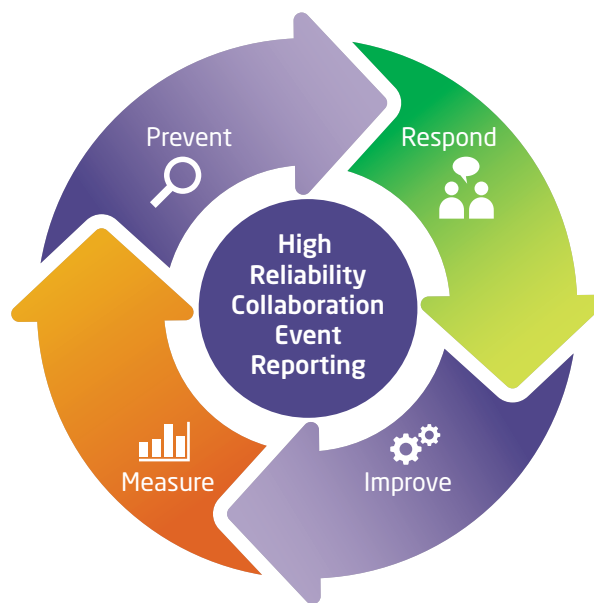 Prevent
Respond
High
Reliability
Collaboration
Event
Reporting
Measure
Improve